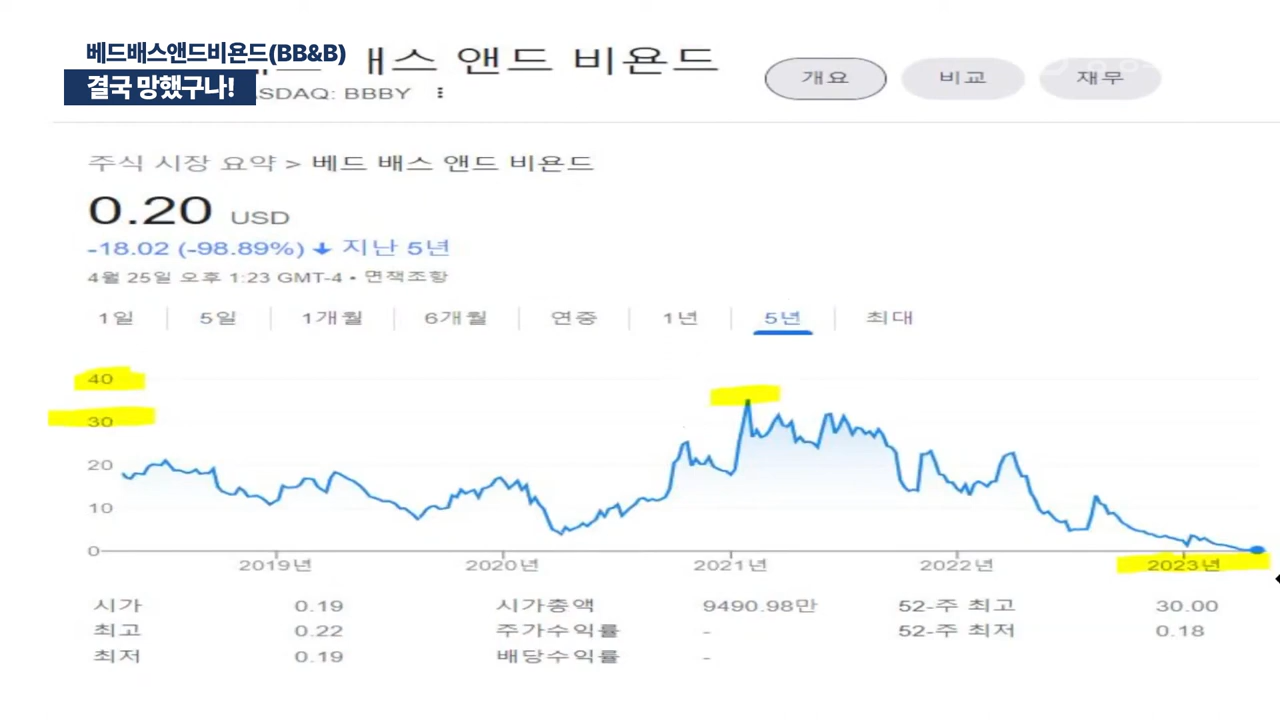 베드배스앤드비욘드(BB&B)
결국 망했구나!
배스 앤드 비욘드
SDAQ: BBBY
개요 비교 재무
주식 시장 요약 > 베드 배스 앤드 비욘드
0.20 USD
-18.02 (-98.89%) 지난 5년
4월 25일 오후 1:23 GMT-4 • 면책조항
1일 5일 1개월 6개월 연중 1년 5년 최대
40
30
20
10
0
2019년 2020년 2021년 2022년 2023년
시가 0.19 시가총액 9490.98만 52-주 최고 30.00
최고 0.22 주가수익률 - 52-주 최저 0.18
최저 0.19 배당수익률 -